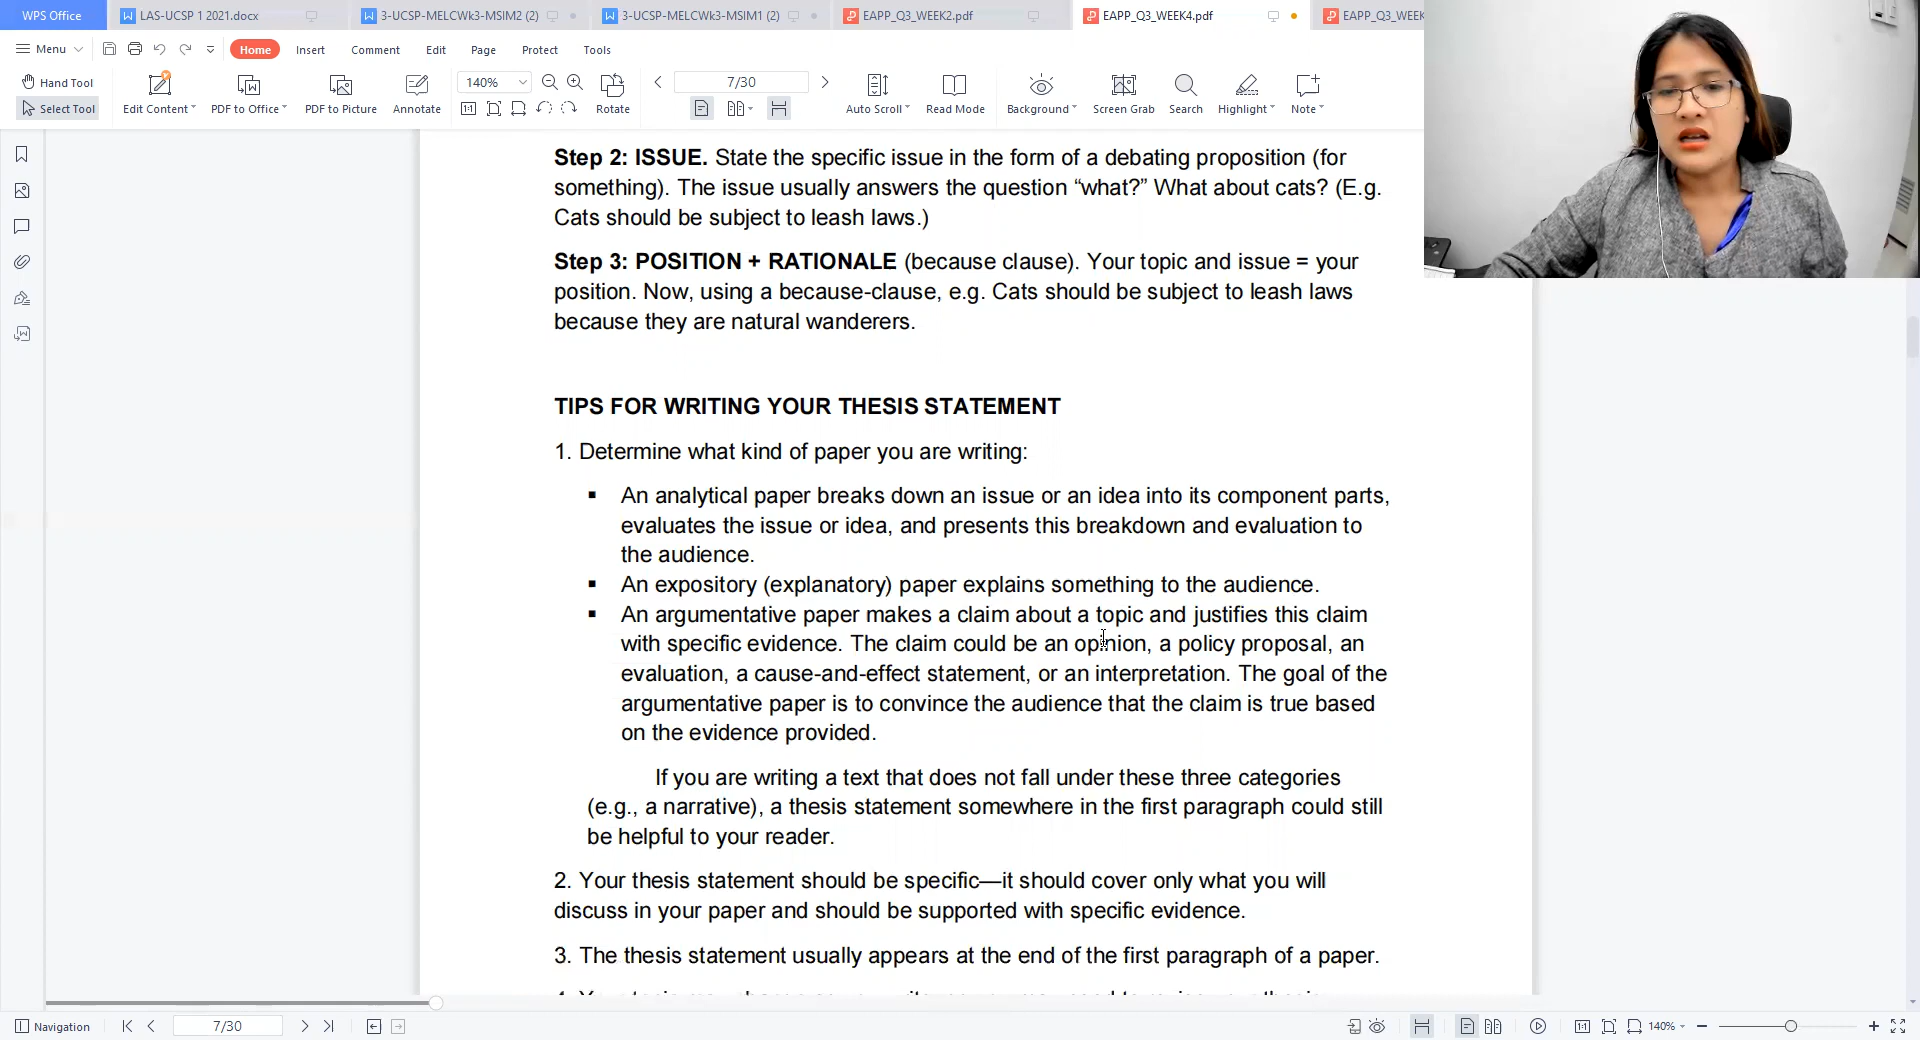 WPS Office
LAS-UCSP 1 2021.docx
3-UCSP-MELCWk3-MSIM2 (2)
3-UCSP-MELCWk3-MSIM1 (2)
EAPP_Q3_WEEK2.pdf
EAPP_Q3_WEEK4.pdf
EAPP_Q3_WEEK
Menu
Home
Insert
Comment
Edit
Page
Protect
Tools
Hand Tool
Select Tool
Edit Content
PDF to Office
PDF to Picture
Annotate
140%
Rotate
7/30
Auto Scroll
Read Mode
Background
Screen Grab
Search
Highlight
Note
Step 2: ISSUE. State the specific issue in the form of a debating proposition (for
something). The issue usually answers the question “what?” What about cats? (E.g.
Cats should be subject to leash laws.)
Step 3: POSITION + RATIONALE (because clause). Your topic and issue = your
position. Now, using a because-clause, e.g. Cats should be subject to leash laws
because they are natural wanderers.
TIPS FOR WRITING YOUR THESIS STATEMENT
1. Determine what kind of paper you are writing:
▪ An analytical paper breaks down an issue or an idea into its component parts,
evaluates the issue or idea, and presents this breakdown and evaluation to
the audience.
▪ An expository (explanatory) paper explains something to the audience.
▪ An argumentative paper makes a claim about a topic and justifies this claim
with specific evidence. The claim could be an opinion, a policy proposal, an
evaluation, a cause-and-effect statement, or an interpretation. The goal of the
argumentative paper is to convince the audience that the claim is true based
on the evidence provided.
If you are writing a text that does not fall under these three categories
(e.g., a narrative), a thesis statement somewhere in the first paragraph could still
be helpful to your reader.
2. Your thesis statement should be specific—it should cover only what you will
discuss in your paper and should be supported with specific evidence.
3. The thesis statement usually appears at the end of the first paragraph of a paper.
Navigation
7/30
140%